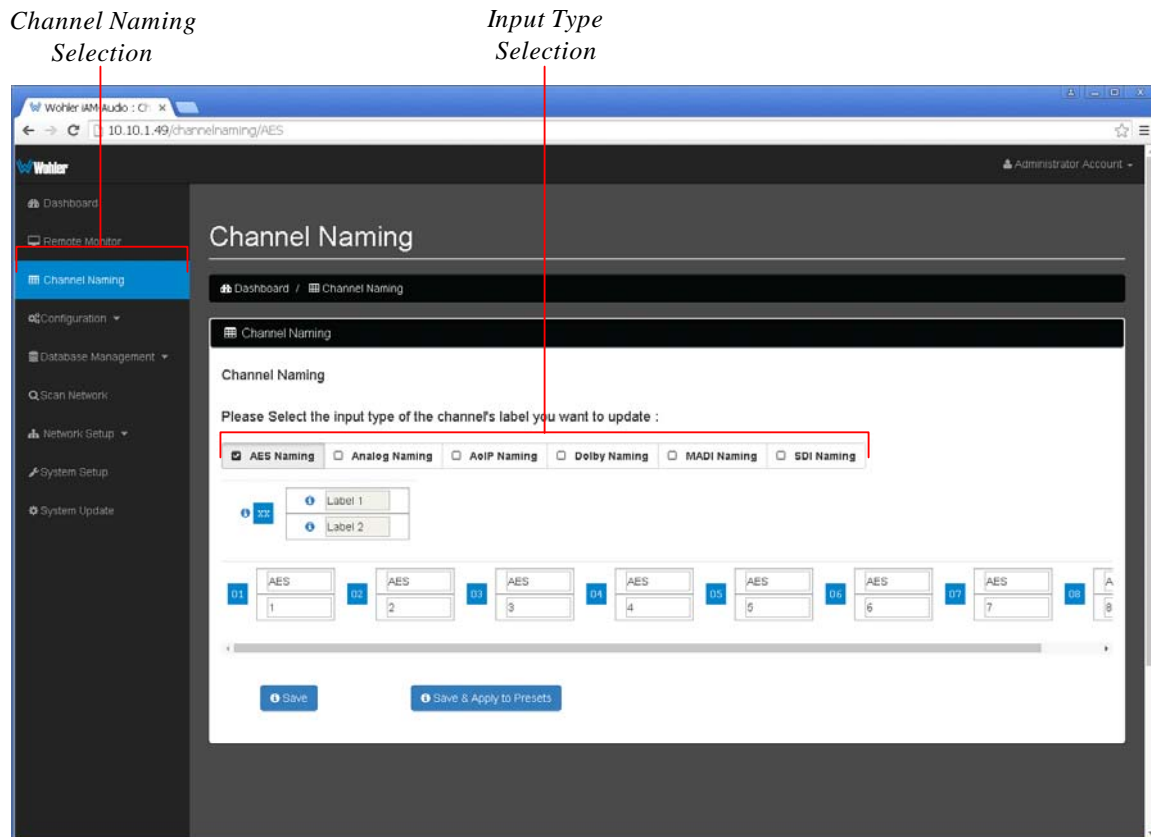 Channel Naming
Selection
Input Type
Selection
Wohler iAM-Audio : Ch
10.10.1.49/channelnaming/AES
Wohler
Administrator Account
Dashboard
Remote Monitor
Channel Naming
Configuration
Database Management
Scan Network
Network Setup
System Setup
System Update
Channel Naming
Dashboard / Channel Naming
Channel Naming
Channel Naming
Please Select the input type of the channel's label you want to update :
AES Naming Analog Naming AoIP Naming Dolby Naming MADI Naming SDI Naming
xx Label 1
Label 2
01 AES 02 AES 03 AES 04 AES 05 AES 06 AES 07 AES 08 A
1 2 3 4 5 6 7 8
Save Save & Apply to Presets